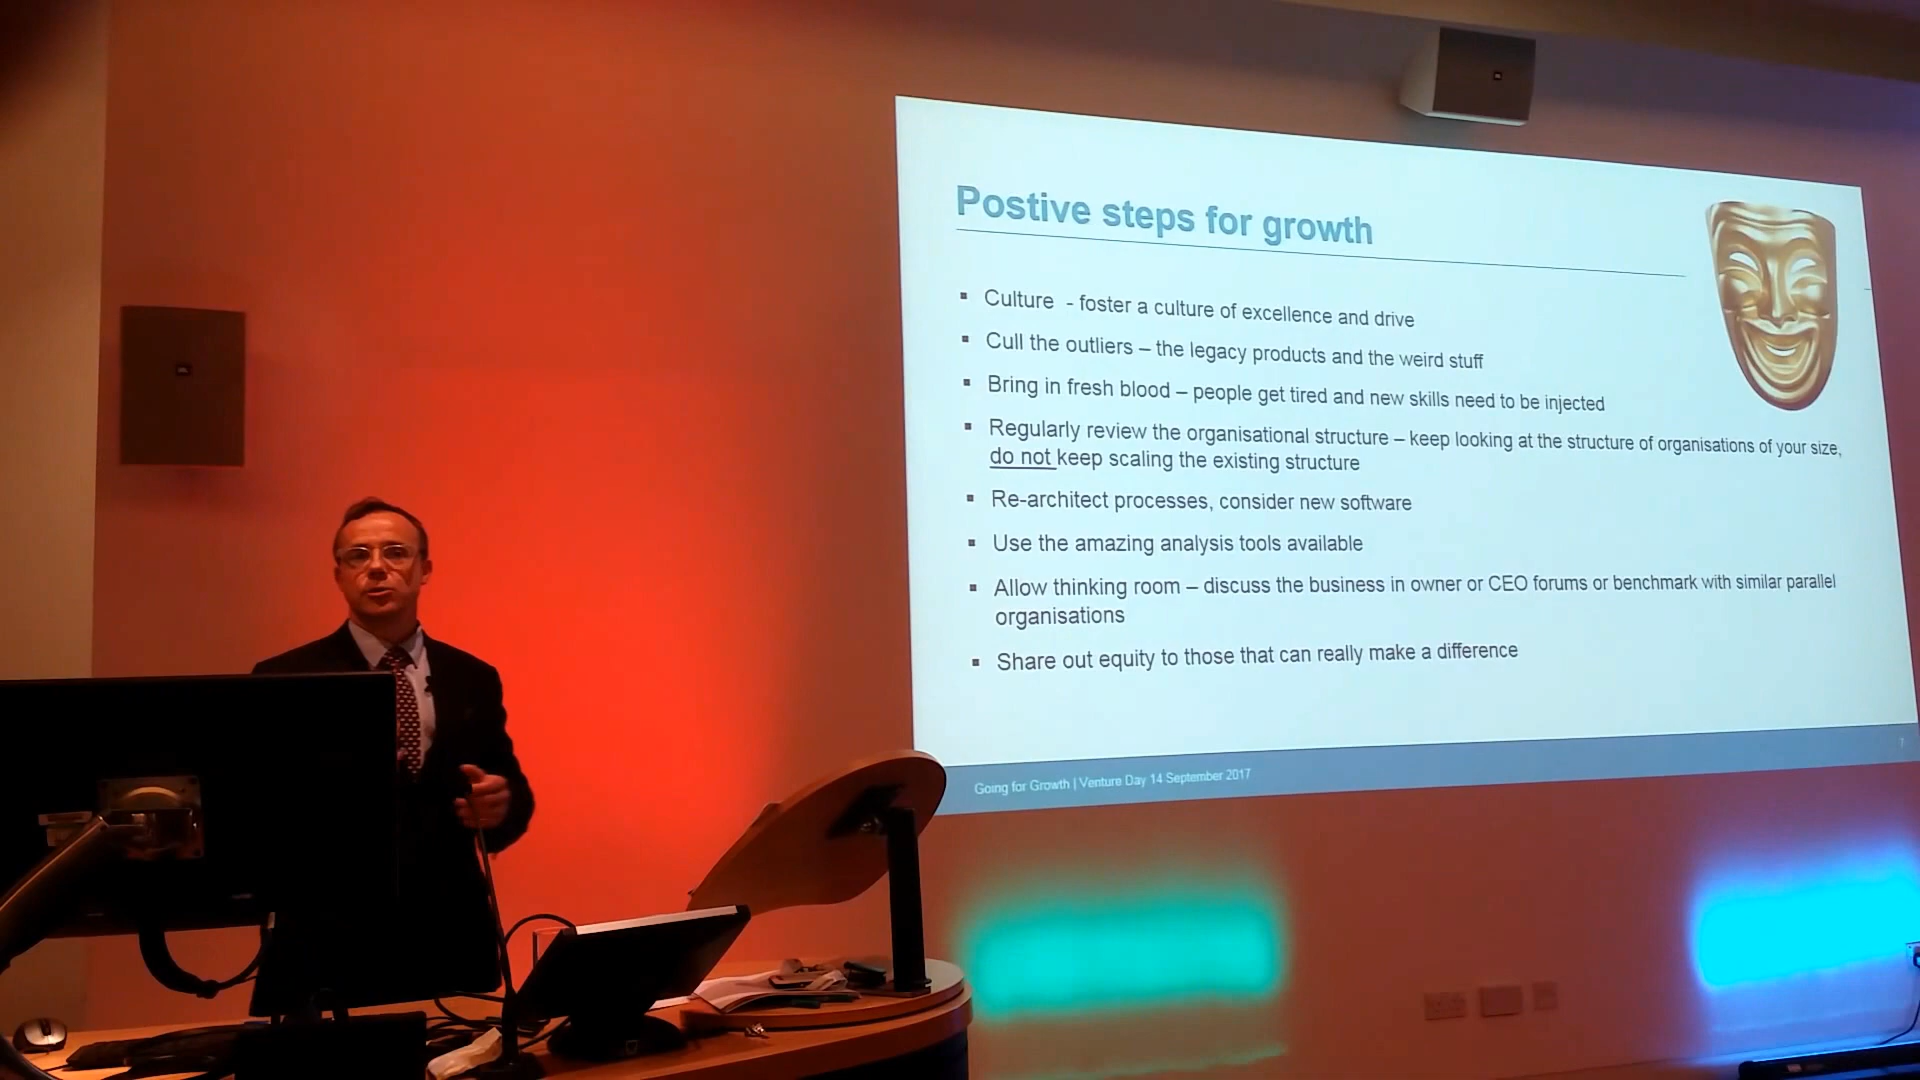 Postive steps for growth
Culture - foster a culture of excellence and drive
Cull the outliers – the legacy products and the weird stuff
Bring in fresh blood – people get tired and new skills need to be injected
Regularly review the organisational structure – keep looking at the structure of organisations of your size,
do not keep scaling the existing structure
Re-architect processes, consider new software
Use the amazing analysis tools available
Allow thinking room – discuss the business in owner or CEO forums or benchmark with similar parallel
organisations
Share out equity to those that can really make a difference
Going for Growth | Venture Day 14 September 2017
7